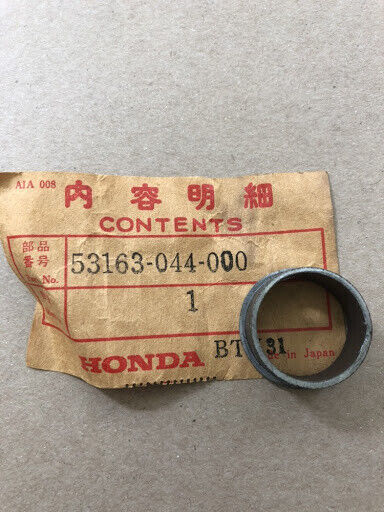 AIA 008
内容明細
CONTENTS
部品
番号
No.
53163-044-000
1
HONDA
in Japan